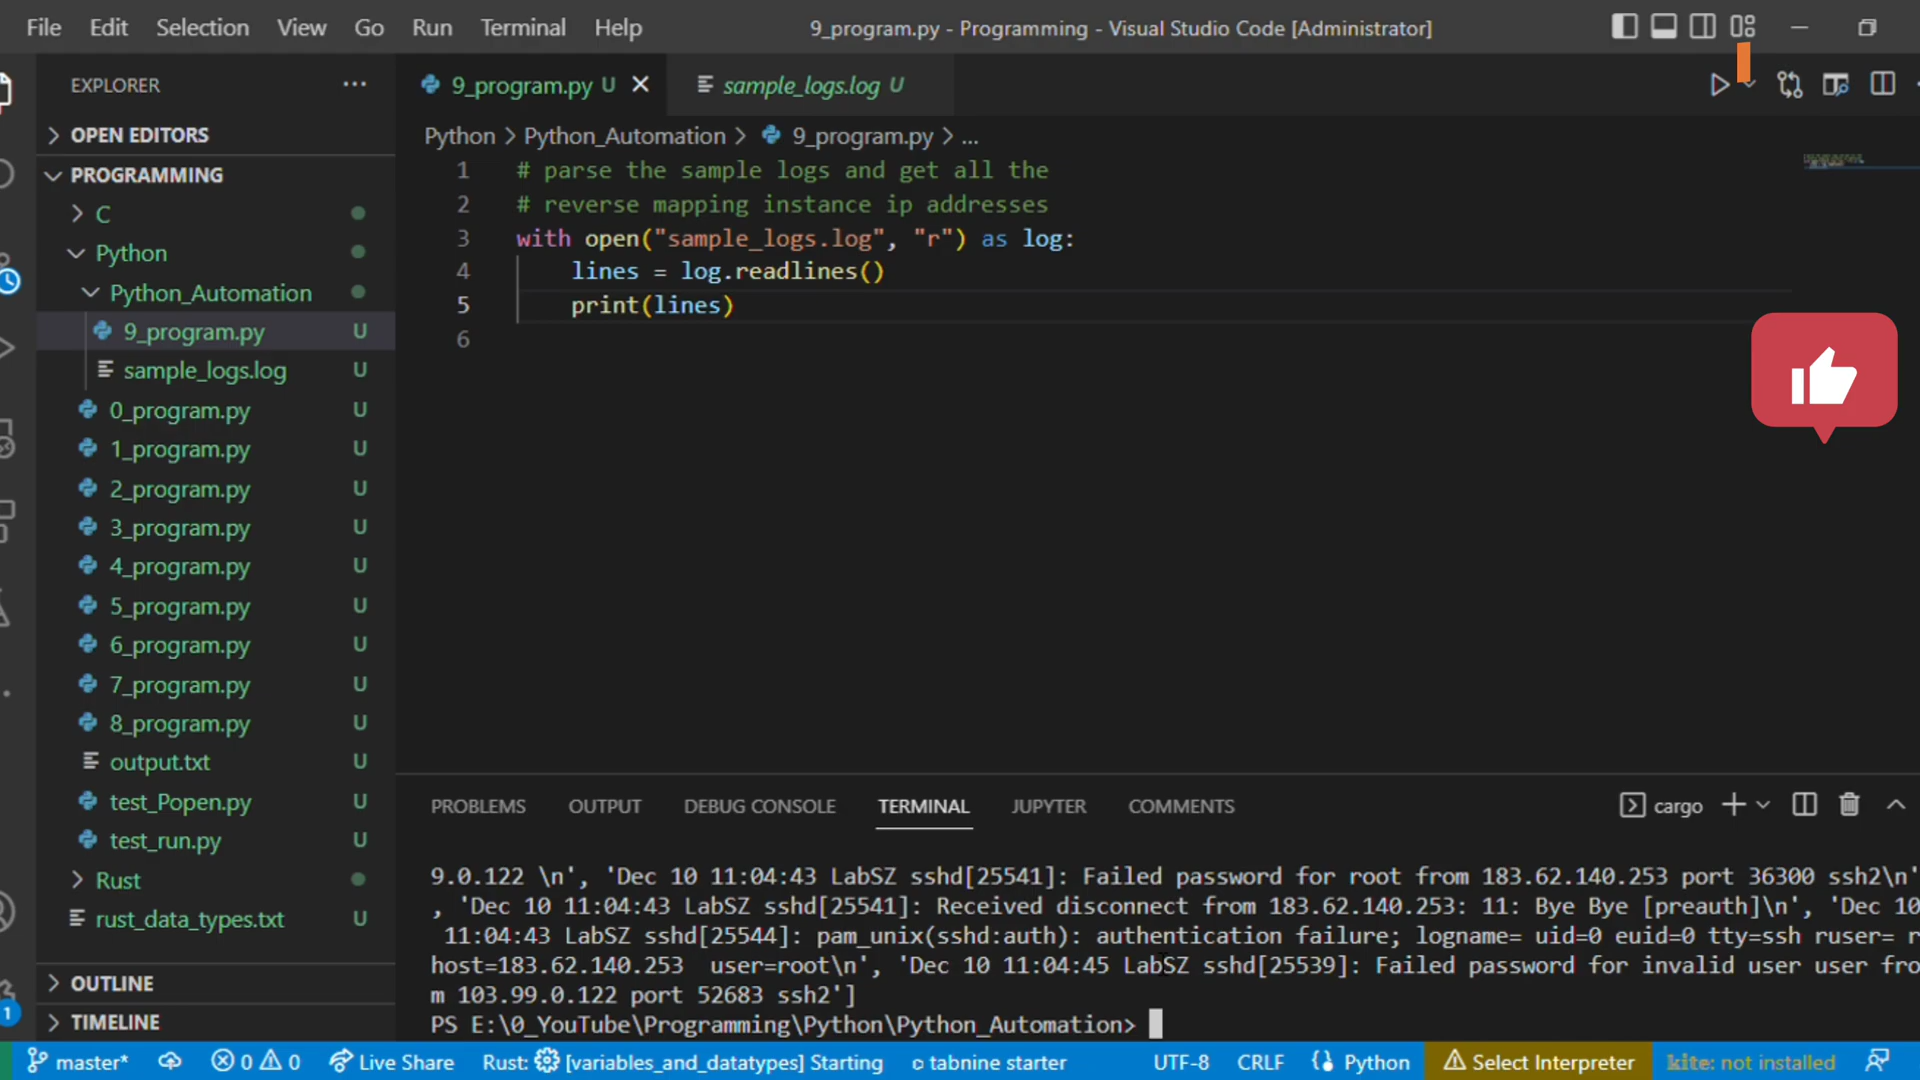 File Edit Selection View Go Run Terminal Help
9_program.py - Programming - Visual Studio Code [Administrator]
EXPLORER ...
OPEN EDITORS
PROGRAMMING
C
Python
Python_Automation
9_program.py U
sample_logs.log U
0_program.py U
1_program.py U
2_program.py U
3_program.py U
4_program.py U
5_program.py U
6_program.py U
7_program.py U
8_program.py U
output.txt U
test_Popen.py U
test_run.py U
Rust
rust_data_types.txt U
OUTLINE
TIMELINE
1
9_program.py U
sample_logs.log U
Python > Python_Automation > 9_program.py > ...
1 # parse the sample logs and get all the
2 # reverse mapping instance ip addresses
3 with open("sample_logs.log", "r") as log:
4 lines = log.readlines()
5 print(lines)
6
PROBLEMS OUTPUT DEBUG CONSOLE TERMINAL JUPYTER COMMENTS
cargo
9.0.122 \n', 'Dec 10 11:04:43 LabSZ sshd[25541]: Failed password for root from 183.62.140.253 port 36300 ssh2\n'
, 'Dec 10 11:04:43 LabSZ sshd[25541]: Received disconnect from 183.62.140.253: 11: Bye Bye [preauth]\n', 'Dec 10
11:04:43 LabSZ sshd[25544]: pam_unix(sshd:auth): authentication failure; logname= uid=0 euid=0 tty=ssh ruser= r
host=183.62.140.253  user=root\n', 'Dec 10 11:04:45 LabSZ sshd[25539]: Failed password for invalid user user fro
m 103.99.0.122 port 52683 ssh2']
PS E:\0_YouTube\Programming\Python\Python_Automation>
master* 0 0 Live Share Rust: [variables_and_datatypes] Starting tabnine starter UTF-8 CRLF Python Select Interpreter kite: not installed